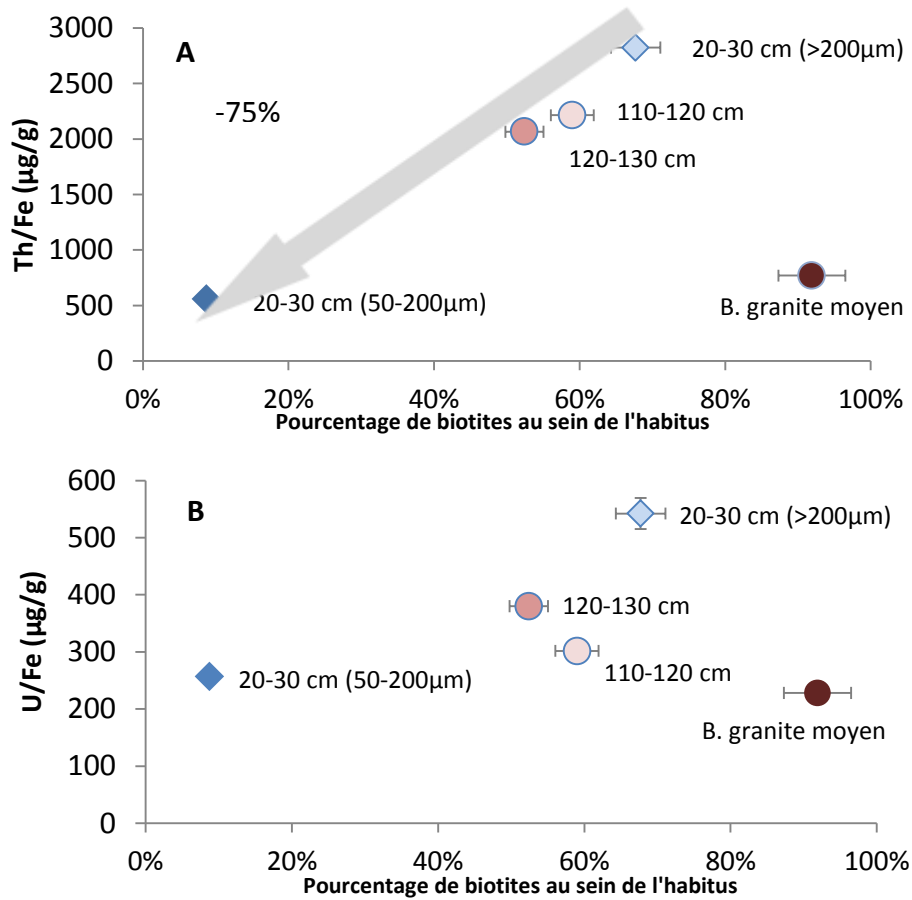 3000
2500
2000
1500
1000
500
0
Th/Fe (µg/g)
A
-75%
20-30 cm (>200µm)
110-120 cm
120-130 cm
20-30 cm (50-200µm)
B. granite moyen
0% 20% 40% 60% 80% 100%
Pourcentage de biotites au sein de l'habitus
600
500
400
300
200
100
0
U/Fe (µg/g)
B
20-30 cm (>200µm)
120-130 cm
110-120 cm
20-30 cm (50-200µm)
B. granite moyen
0% 20% 40% 60% 80% 100%
Pourcentage de biotites au sein de l'habitus